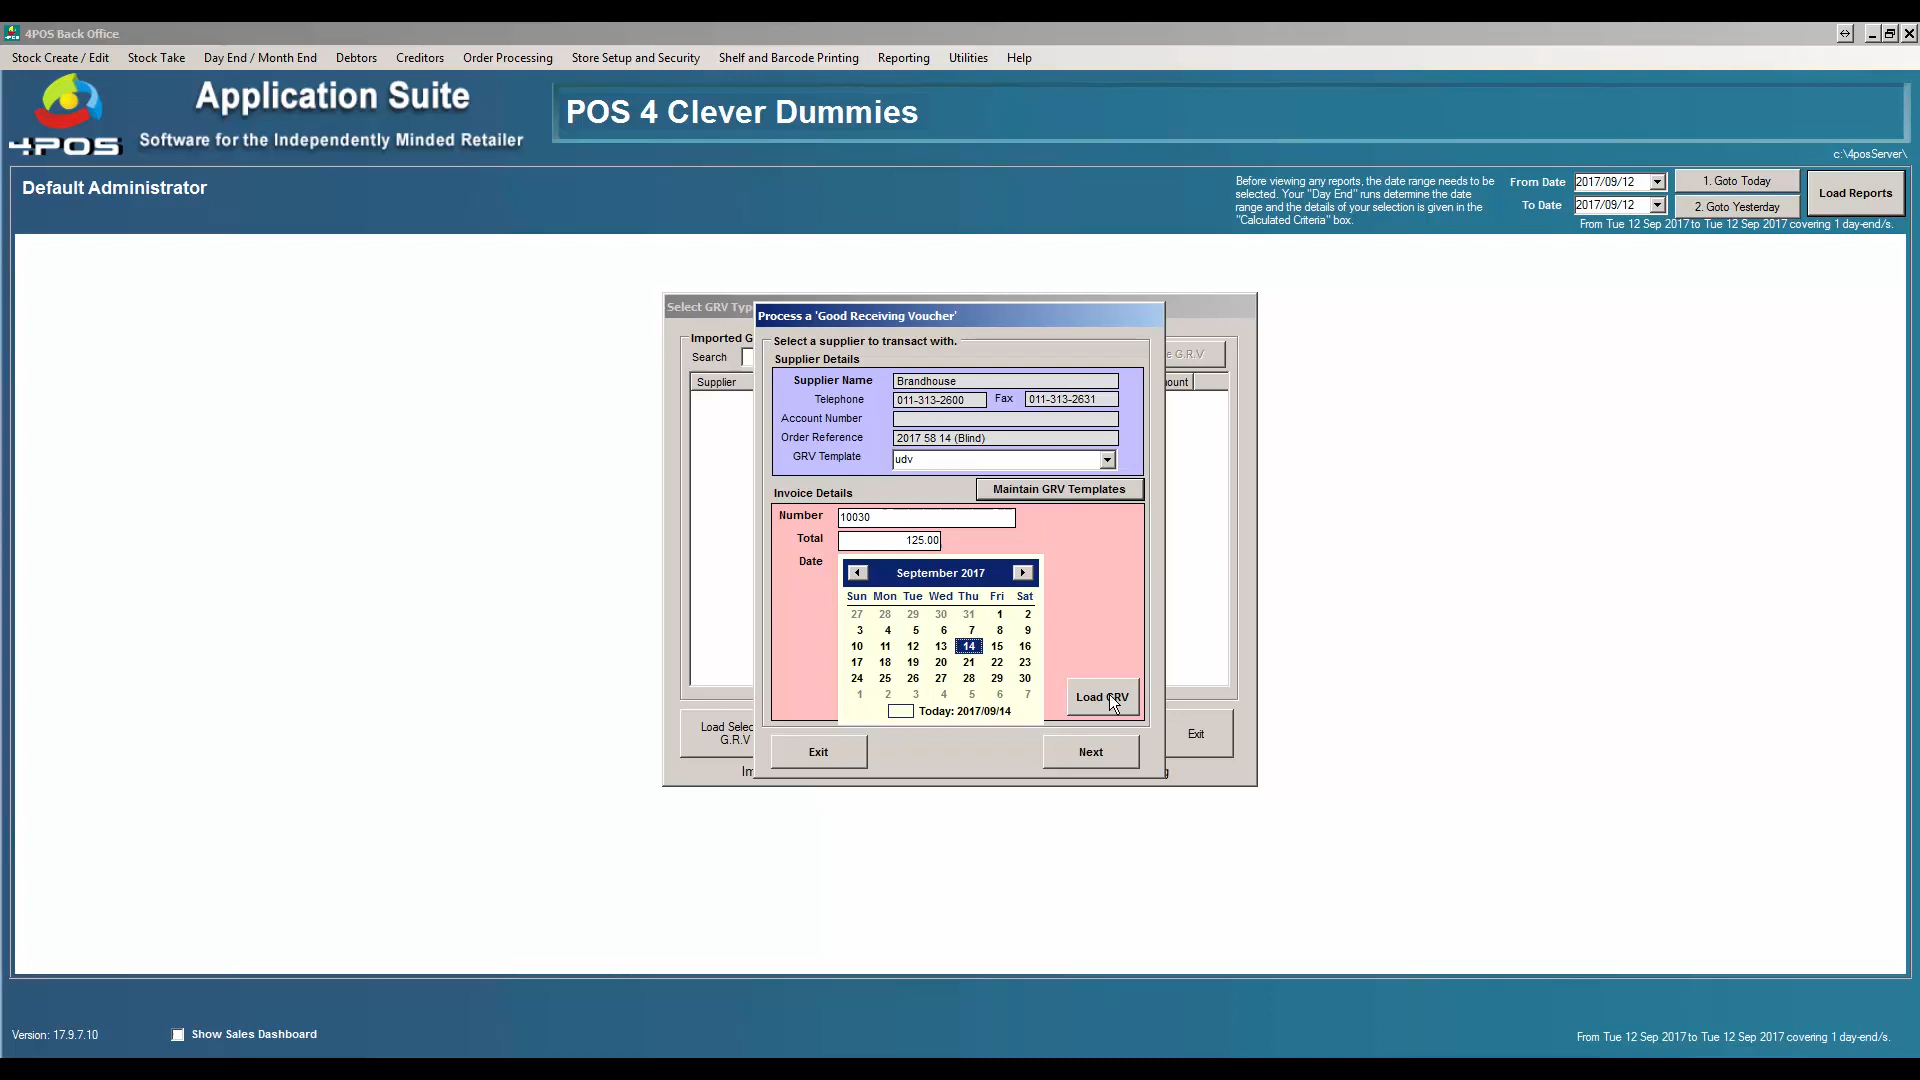 4POS Back Office
Stock Create / Edit Stock Take Day End / Month End Debtors Creditors Order Processing Store Setup and Security Shelf and Barcode Printing Reporting Utilities Help
4POS
Application Suite
Software for the Independently Minded Retailer
POS 4 Clever Dummies
c:\4posServer\
Default Administrator
Before viewing any reports, the date range needs to be
selected. Your "Day End" runs determine the date
range and the details of your selection is given in the
"Calculated Criteria" box.
From Date 2017/09/12 1. Goto Today
To Date 2017/09/12 2. Goto Yesterday
Load Reports
From Tue 12 Sep 2017 to Tue 12 Sep 2017 covering 1 day-end/s.
Select GRV Typ
Process a 'Good Receiving Voucher'
Imported G
Search
Supplier
e G.R.V
ount
Load Selec
G.R.V
Exit
Select a supplier to transact with.
Supplier Details
Supplier Name Brandhouse
Telephone 011-313-2600 Fax 011-313-2631
Account Number
Order Reference 2017 58 14 (Blind)
GRV Template udv
Invoice Details Maintain GRV Templates
Number 10030
Total 125.00
Date
September 2017
Sun Mon Tue Wed Thu Fri Sat
27 28 29 30 31 1 2
3 4 5 6 7 8 9
10 11 12 13 14 15 16
17 18 19 20 21 22 23
24 25 26 27 28 29 30
1 2 3 4 5 6 7
Today: 2017/09/14
Load GRV
Exit Next
Version: 17.9.7.10
Show Sales Dashboard
From Tue 12 Sep 2017 to Tue 12 Sep 2017 covering 1 day-end/s.